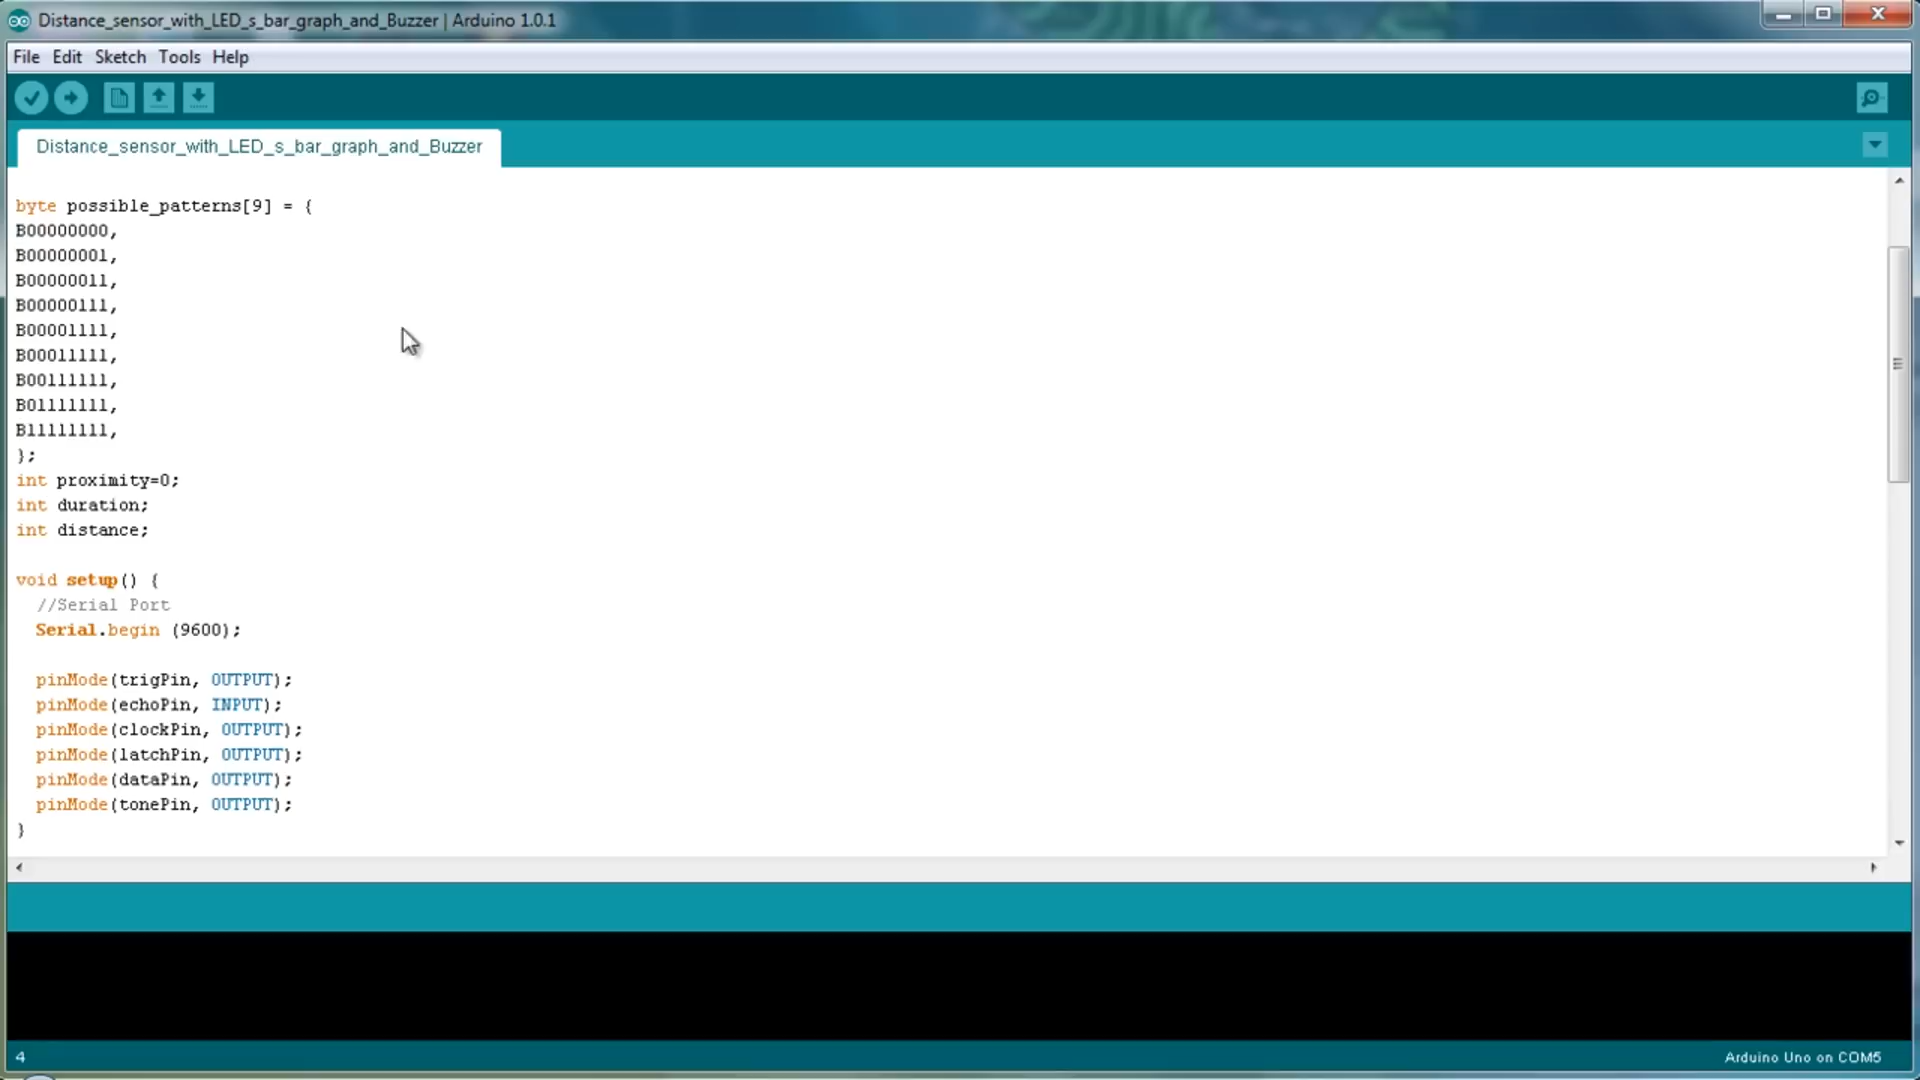 Distance_sensor_with_LED_s_bar_graph_and_Buzzer | Arduino 1.0.1
File Edit Sketch Tools Help
Distance_sensor_with_LED_s_bar_graph_and_Buzzer
byte possible_patterns[9] = {
B00000000,
B00000001,
B00000011,
B00000111,
B00001111,
B00011111,
B00111111,
B01111111,
B11111111,
};
int proximity=0;
int duration;
int distance;
void setup() {
//Serial Port
Serial.begin (9600);
pinMode(trigPin, OUTPUT);
pinMode(echoPin, INPUT);
pinMode(clockPin, OUTPUT);
pinMode(latchPin, OUTPUT);
pinMode(dataPin, OUTPUT);
pinMode(tonePin, OUTPUT);
}
4
Arduino Uno on COM5